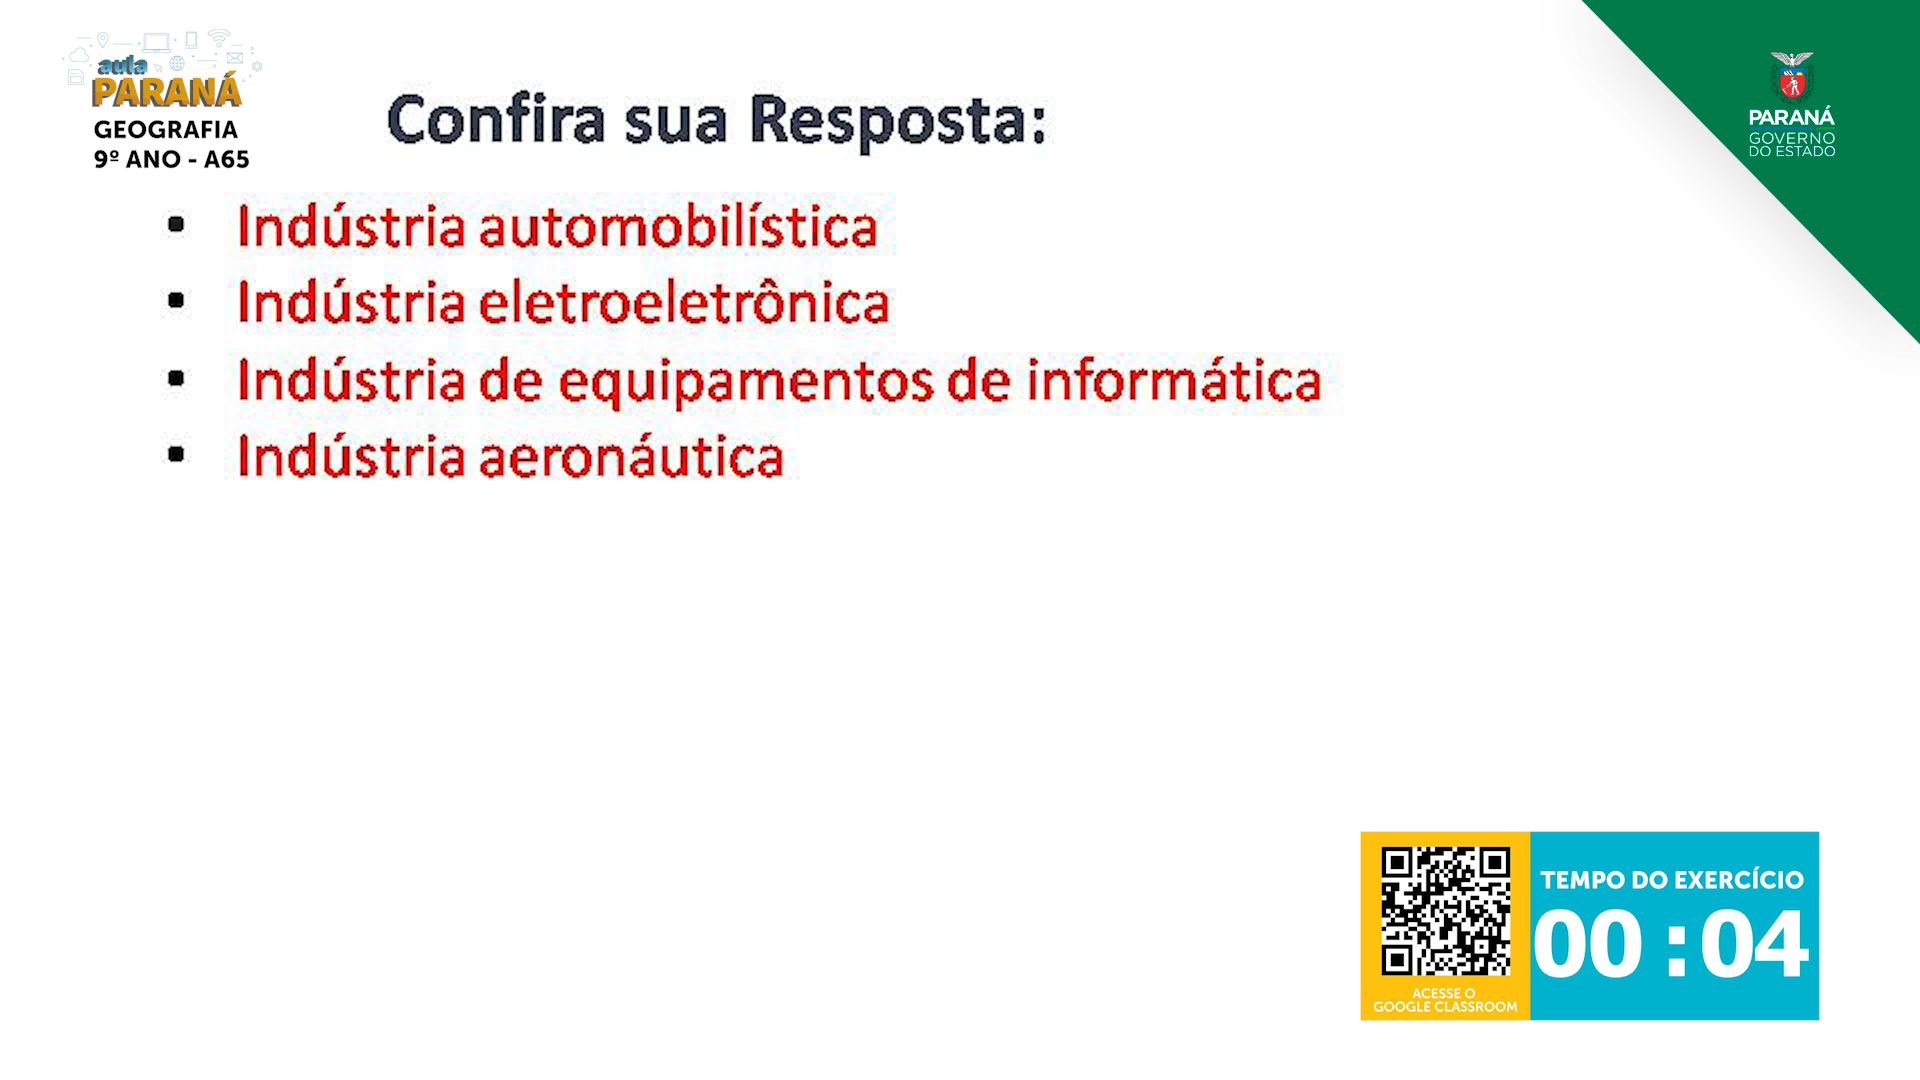 aula
PARANÁ
GEOGRAFIA
9º ANO - A65
Confira sua Resposta:
PARANÁ
GOVERNO
DO ESTADO
• Indústria automobilística
• Indústria eletroeletrônica
• Indústria de equipamentos de informática
• Indústria aeronáutica
TEMPO DO EXERCÍCIO
00:04
ACESSE O
GOOGLE CLASSROOM